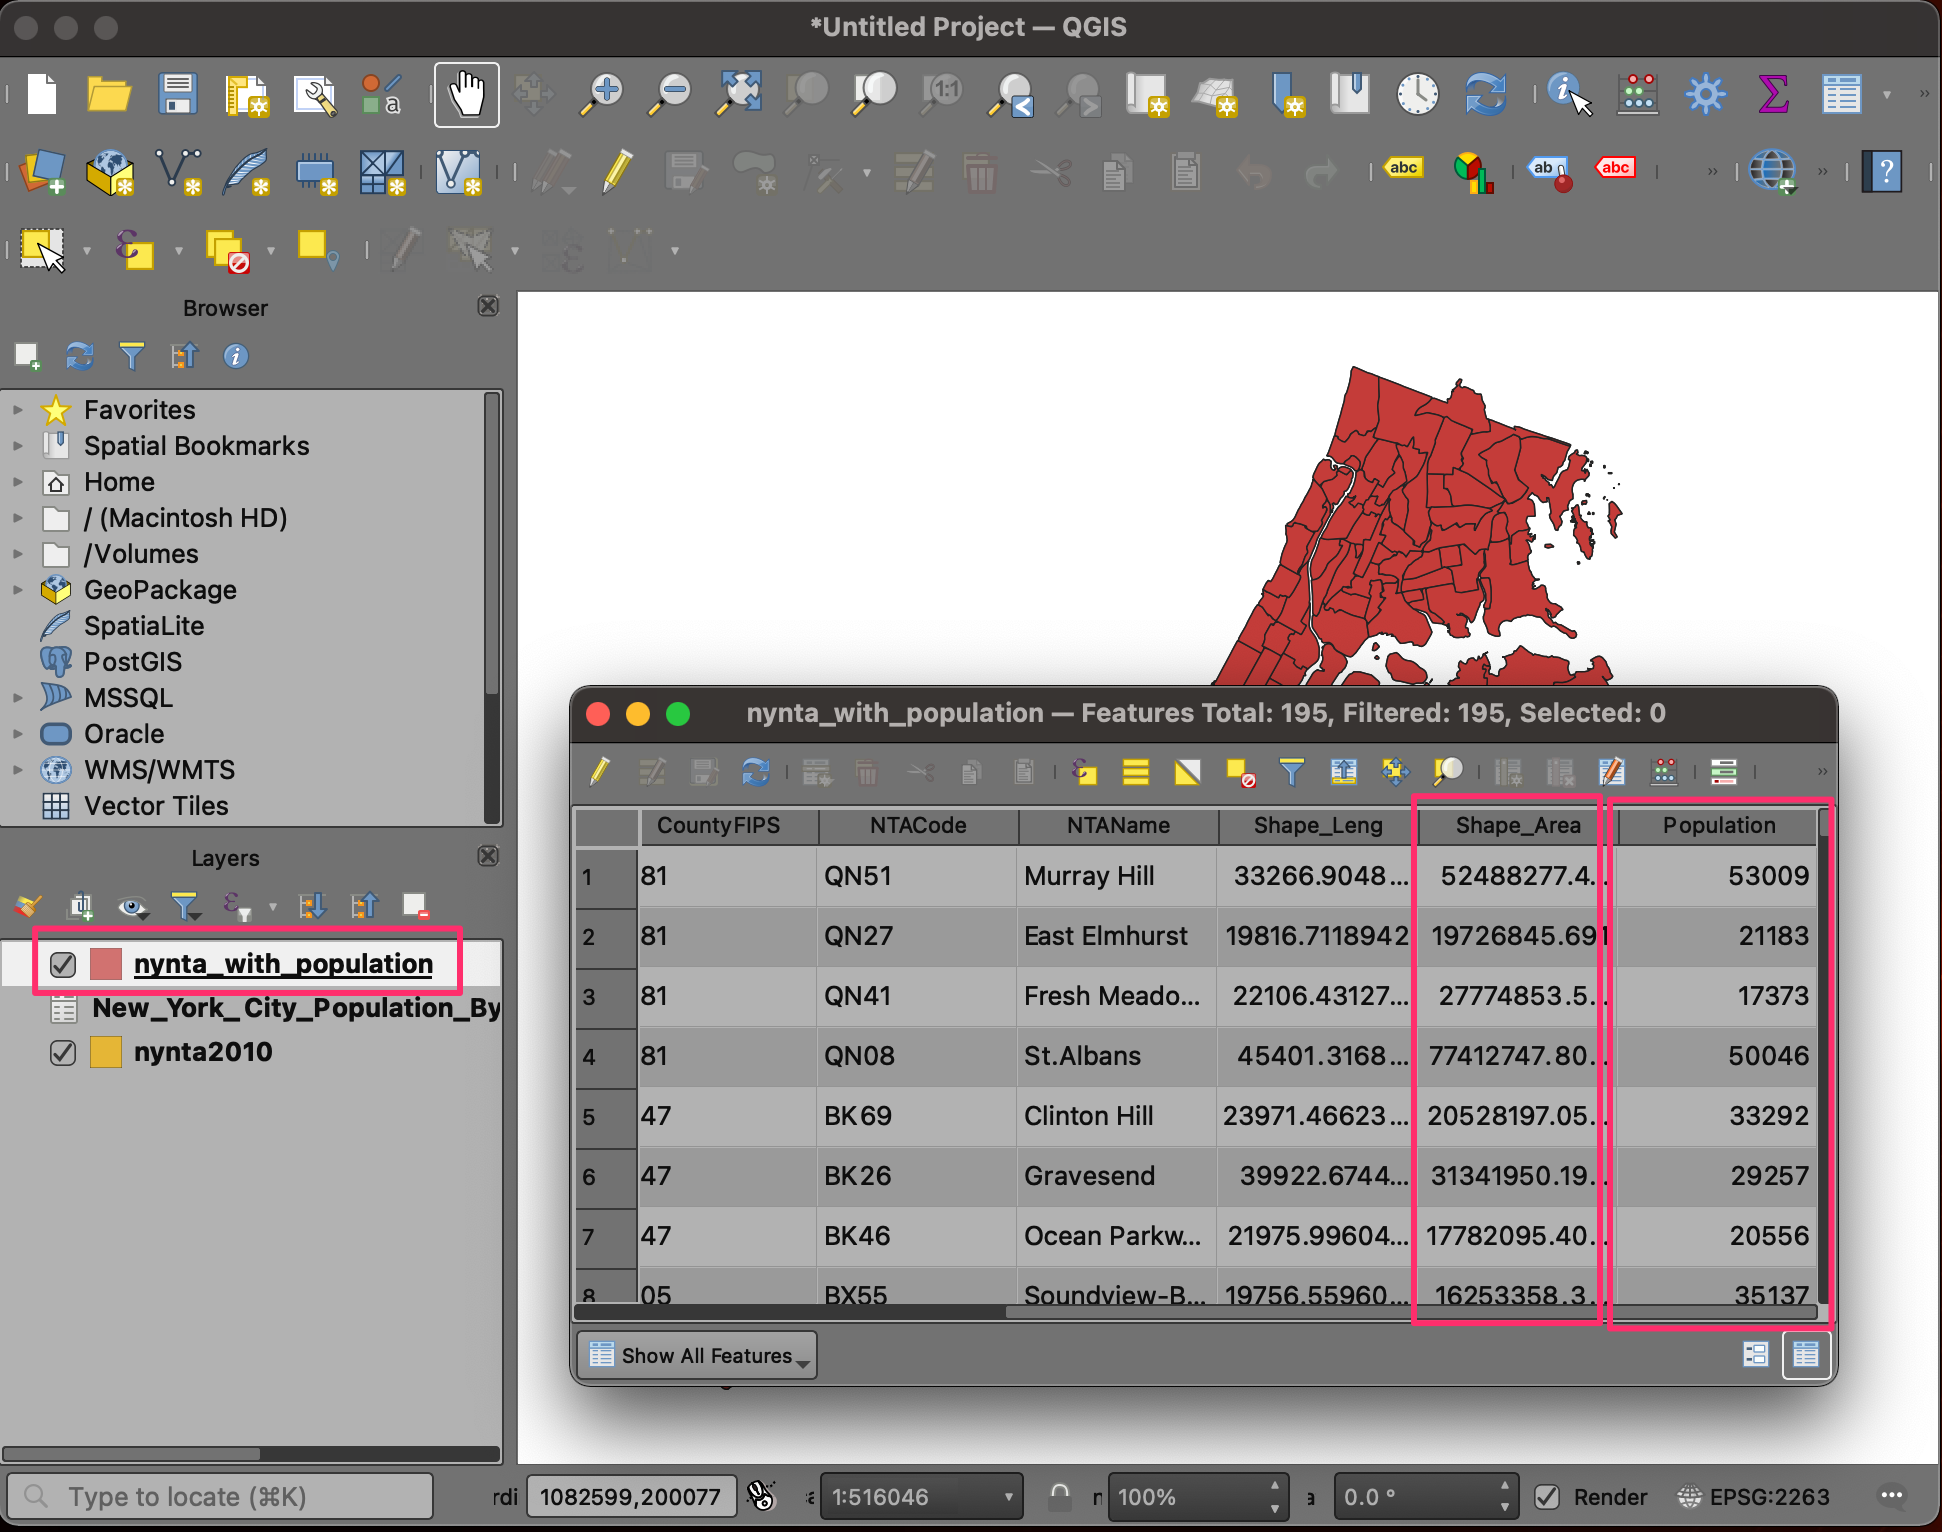 *Untitled Project — QGIS
a
1:1
i
Σ
abc
ab
abc
?
ε
Browser
Favorites
Spatial Bookmarks
Home
/ (Macintosh HD)
/Volumes
GeoPackage
SpatiaLite
PostGIS
MSSQL
Oracle
WMS/WMTS
Vector Tiles
Layers
nynta_with_population
New_York_City_Population_By
nynta2010
nynta_with_population — Features Total: 195, Filtered: 195, Selected: 0
CountyFIPS NTACode NTAName Shape_Leng Shape_Area Population
1 81 QN51 Murray Hill 33266.9048... 52488277.4... 53009
2 81 QN27 East Elmhurst 19816.7118942 19726845.691 21183
3 81 QN41 Fresh Meado... 22106.43127... 27774853.5... 17373
4 81 QN08 St.Albans 45401.3168... 77412747.80... 50046
5 47 BK69 Clinton Hill 23971.46623... 20528197.05... 33292
6 47 BK26 Gravesend 39922.6744... 31341950.19... 29257
7 47 BK46 Ocean Parkw... 21975.99604... 17782095.40... 20556
8 05 BX55 Soundview-B... 19756.55960... 16253358.3... 35137
Show All Features
Type to locate (⌘K)
rdi 1082599,200077 1:516046 100% a 0.0 ° Render EPSG:2263